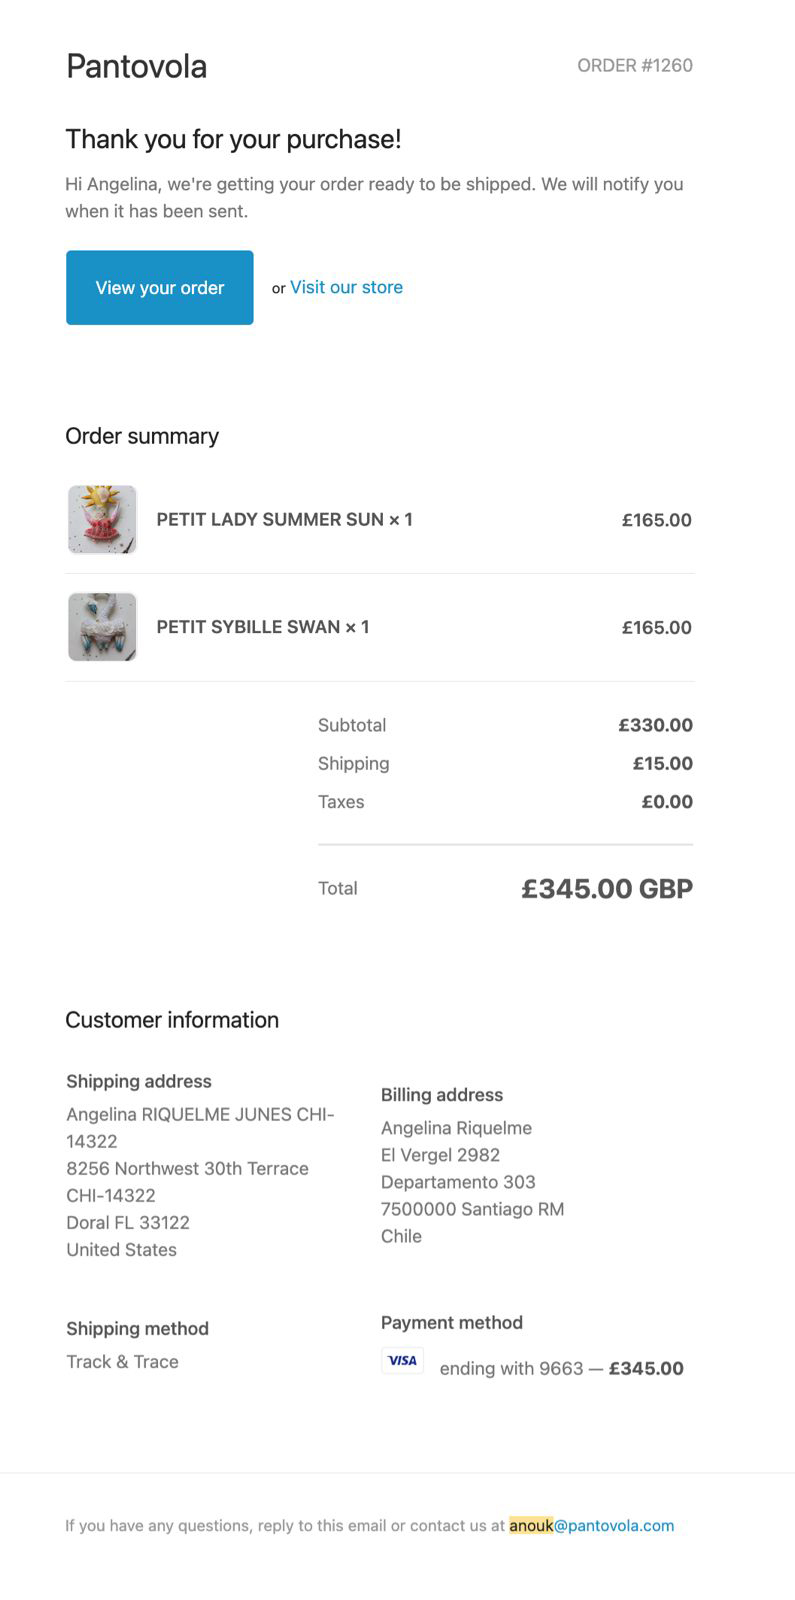 Pantovola
ORDER #1260
Thank you for your purchase!
Hi Angelina, we're getting your order ready to be shipped. We will notify you
when it has been sent.
View your order
or Visit our store
Order summary
PETIT LADY SUMMER SUN × 1
£165.00
PETIT SYBILLE SWAN × 1
£165.00
Subtotal
£330.00
Shipping
£15.00
Taxes
£0.00
Total
£345.00 GBP
Customer information
Shipping address
Angelina RIQUELME JUNES CHI-
14322
8256 Northwest 30th Terrace
CHI-14322
Doral FL 33122
United States
Billing address
Angelina Riquelme
El Vergel 2982
Departamento 303
7500000 Santiago RM
Chile
Shipping method
Track & Trace
Payment method
VISA ending with 9663 — £345.00
If you have any questions, reply to this email or contact us at anouk@pantovola.com